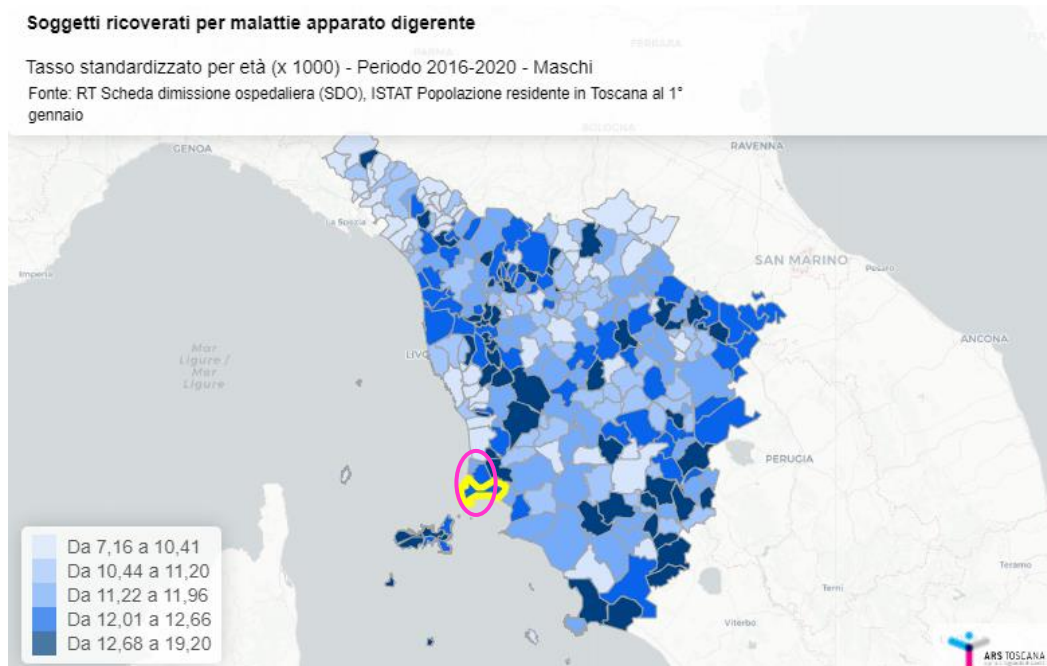 Soggetti ricoverati per malattie apparato digerente
Tasso standardizzato per età (x 1000) - Periodo 2016-2020 - Maschi
Fonte: RT Scheda dimissione ospedaliera (SDO), ISTAT Popolazione residente in Toscana al 1°
gennaio
PARMA
FERRARA
BOLOGNA
GENOA
RAVENNA
La Spezia
Imperia
SAN MARINO
Pesaro
ANCONA
Mar
Ligure /
Mar
Ligure
LIVO
PERUGIA
Da 7,16 a 10,41
Da 10,44 a 11,20
Da 11,22 a 11,96
Da 12,01 a 12,66
Da 12,68 a 19,20
Teramo
Terni
Viterbo
ARS TOSCANA